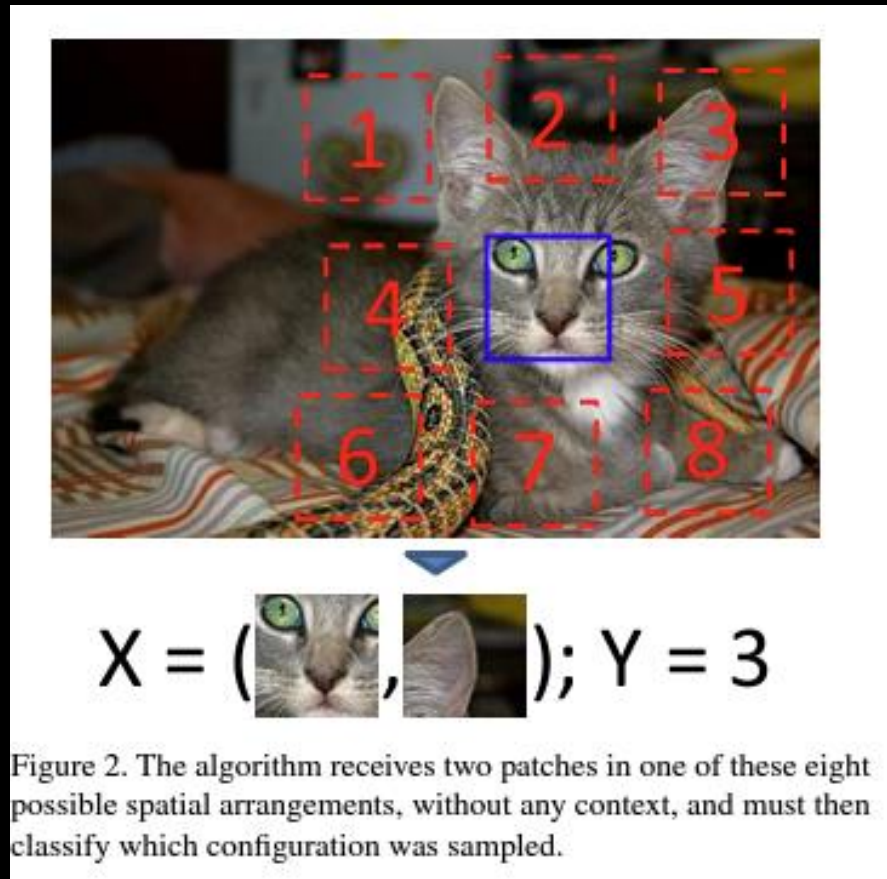 1
2
3
4
5
6
7
8
X = ( , ); Y = 3
Figure 2. The algorithm receives two patches in one of these eight
possible spatial arrangements, without any context, and must then
classify which configuration was sampled.